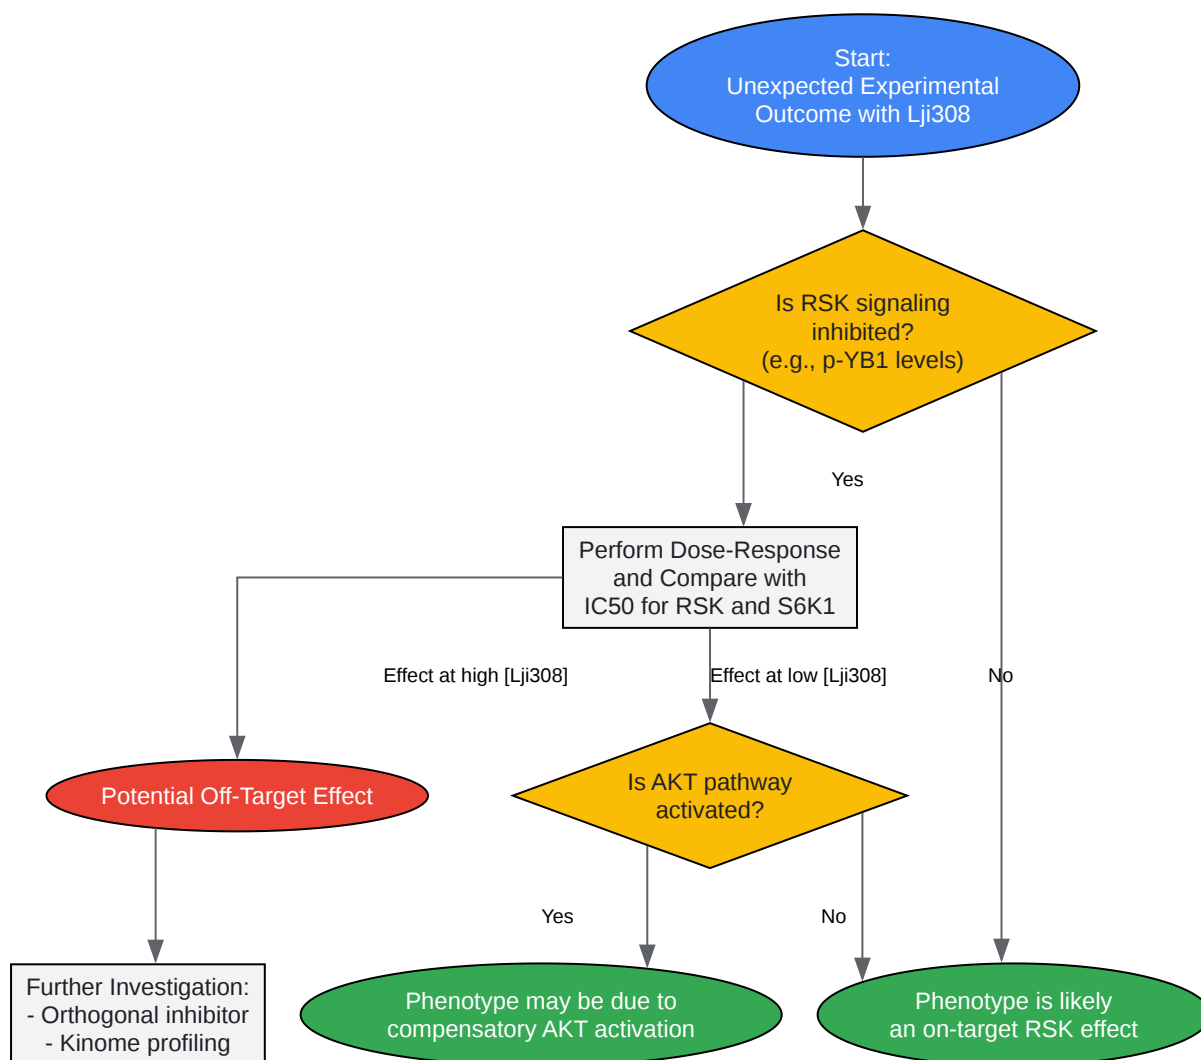 Start:
Unexpected Experimental
Outcome with Lji308
Is RSK signaling
inhibited?
(e.g., p-YB1 levels)
Yes
Perform Dose-Response
and Compare with
IC50 for RSK and S6K1
Effect at high [Lji308]
Effect at low [Lji308]
No
Potential Off-Target Effect
Is AKT pathway
activated?
Yes
No
Further Investigation:
- Orthogonal inhibitor
- Kinome profiling
Phenotype may be due to
compensatory AKT activation
Phenotype is likely
an on-target RSK effect